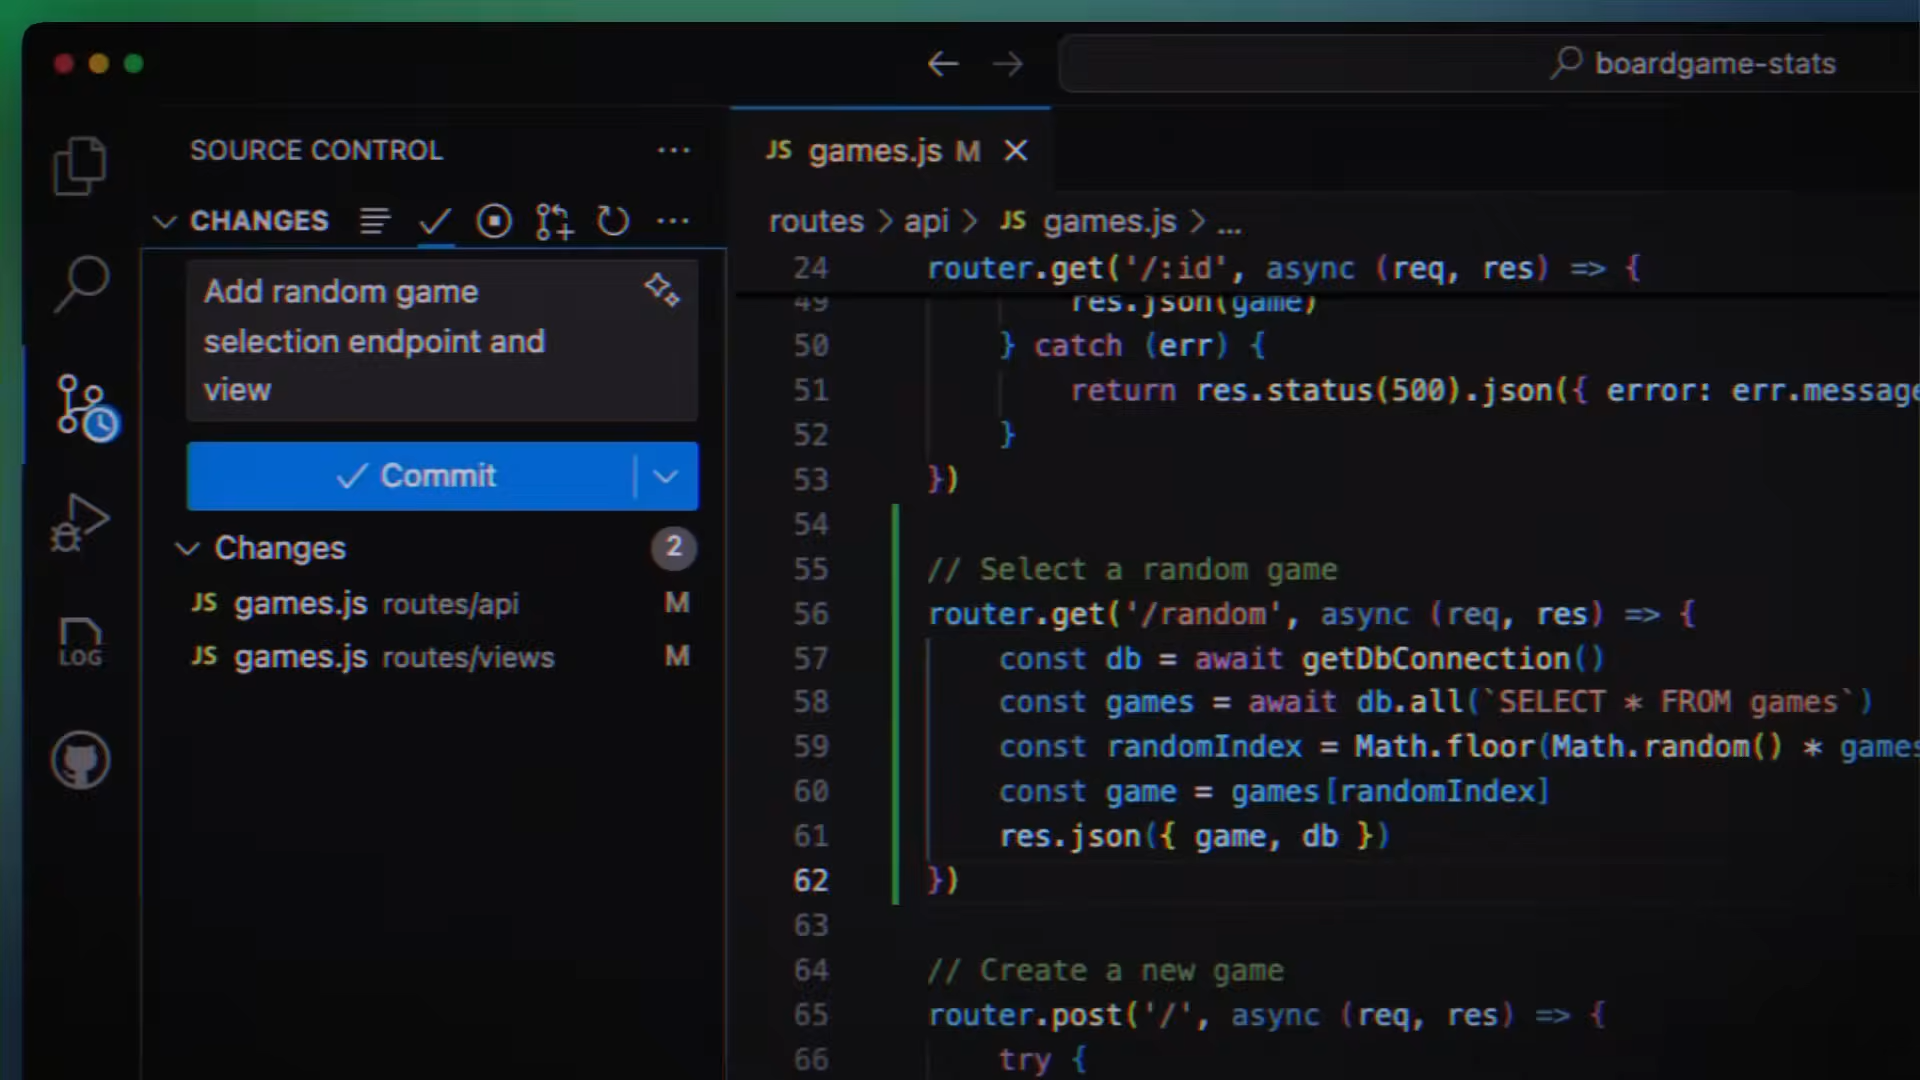 boardgame-stats
SOURCE CONTROL
CHANGES
Add random game
selection endpoint and
view
Commit
Changes 2
JS games.js routes/api M
JS games.js routes/views M
LOG
JS games.js M
routes > api > JS games.js > ...
24 router.get('/:id', async (req, res) => {
49 res.json(game)
50 } catch (err) {
51 return res.status(500).json({ error: err.message
52 }
53 })
54
55 // Select a random game
56 router.get('/random', async (req, res) => {
57 const db = await getDbConnection()
58 const games = await db.all(`SELECT * FROM games`)
59 const randomIndex = Math.floor(Math.random() * games
60 const game = games[randomIndex]
61 res.json({ game, db })
62 })
63
64 // Create a new game
65 router.post('/', async (req, res) => {
66 try {